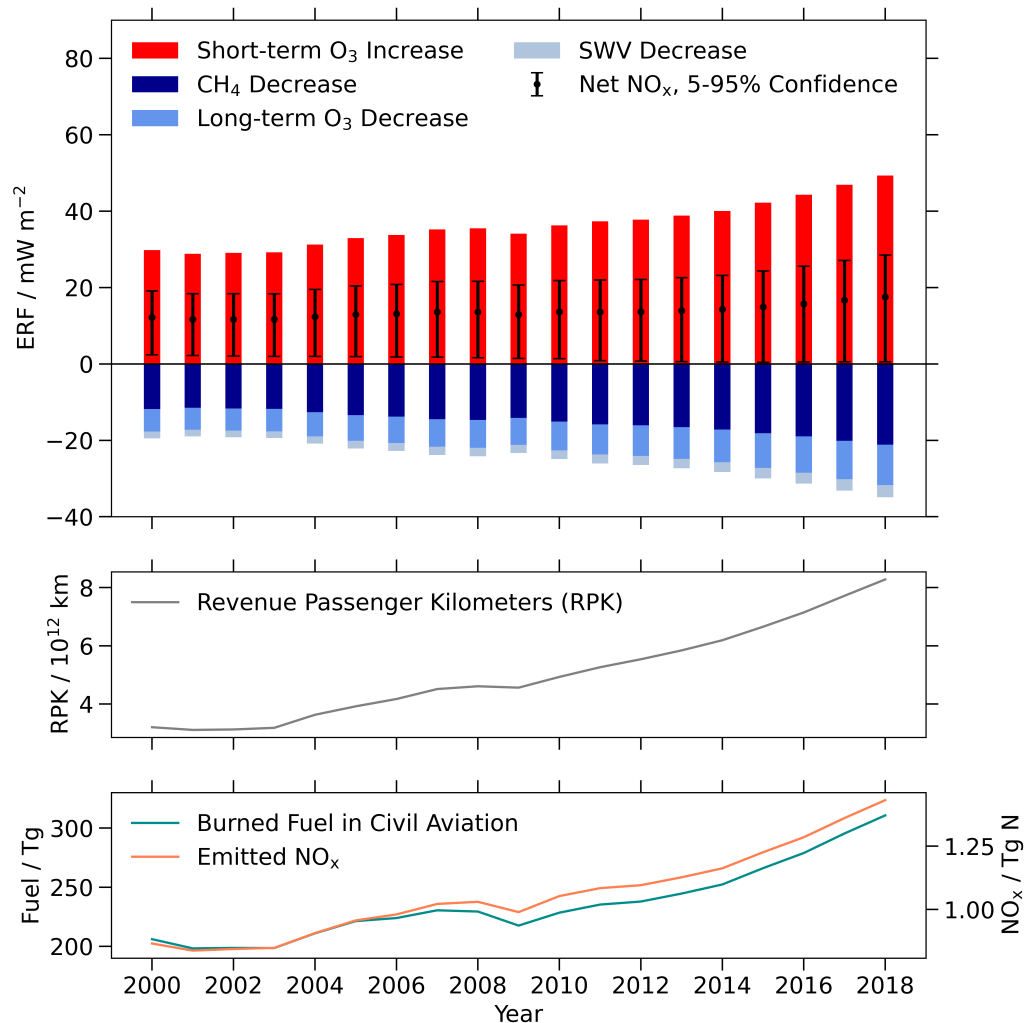 80
60
40
20
0
−20
−40
ERF / mW m⁻²
Short-term O₃ Increase
CH₄ Decrease
Long-term O₃ Decrease
SWV Decrease
Net NOₓ, 5-95% Confidence
8
6
4
RPK / 10¹² km
Revenue Passenger Kilometers (RPK)
300
250
200
Fuel / Tg
Burned Fuel in Civil Aviation
Emitted NOₓ
1.25
1.00
NOₓ / Tg N
2000 2002 2004 2006 2008 2010 2012 2014 2016 2018
Year